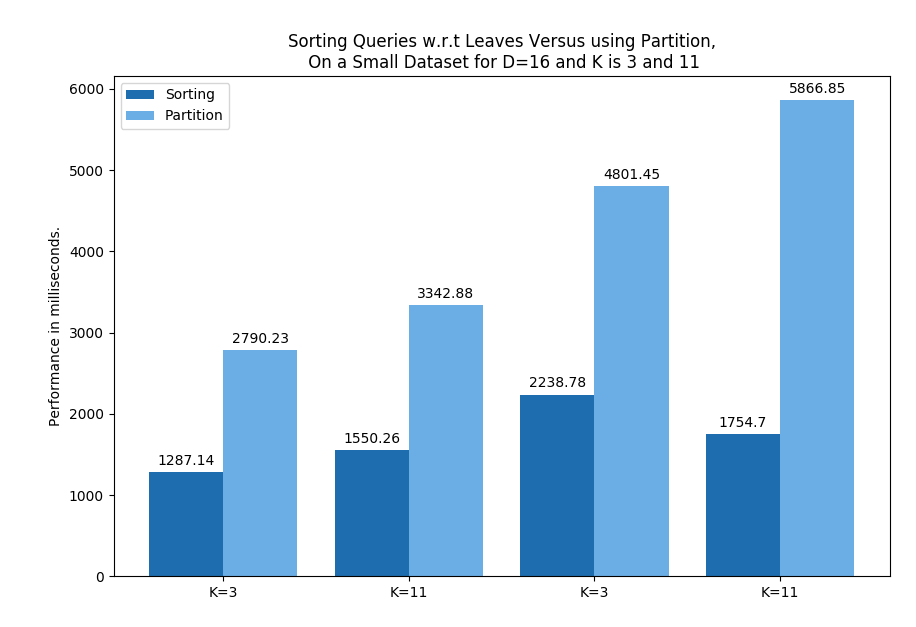 Sorting Queries w.r.t Leaves Versus using Partition,
On a Small Dataset for D=16 and K is 3 and 11
Sorting
Partition
Performance in milliseconds.
6000
5000
4000
3000
2000
1000
0
1287.14
2790.23
1550.26
3342.88
2238.78
4801.45
1754.7
5866.85
K=3
K=11
K=3
K=11